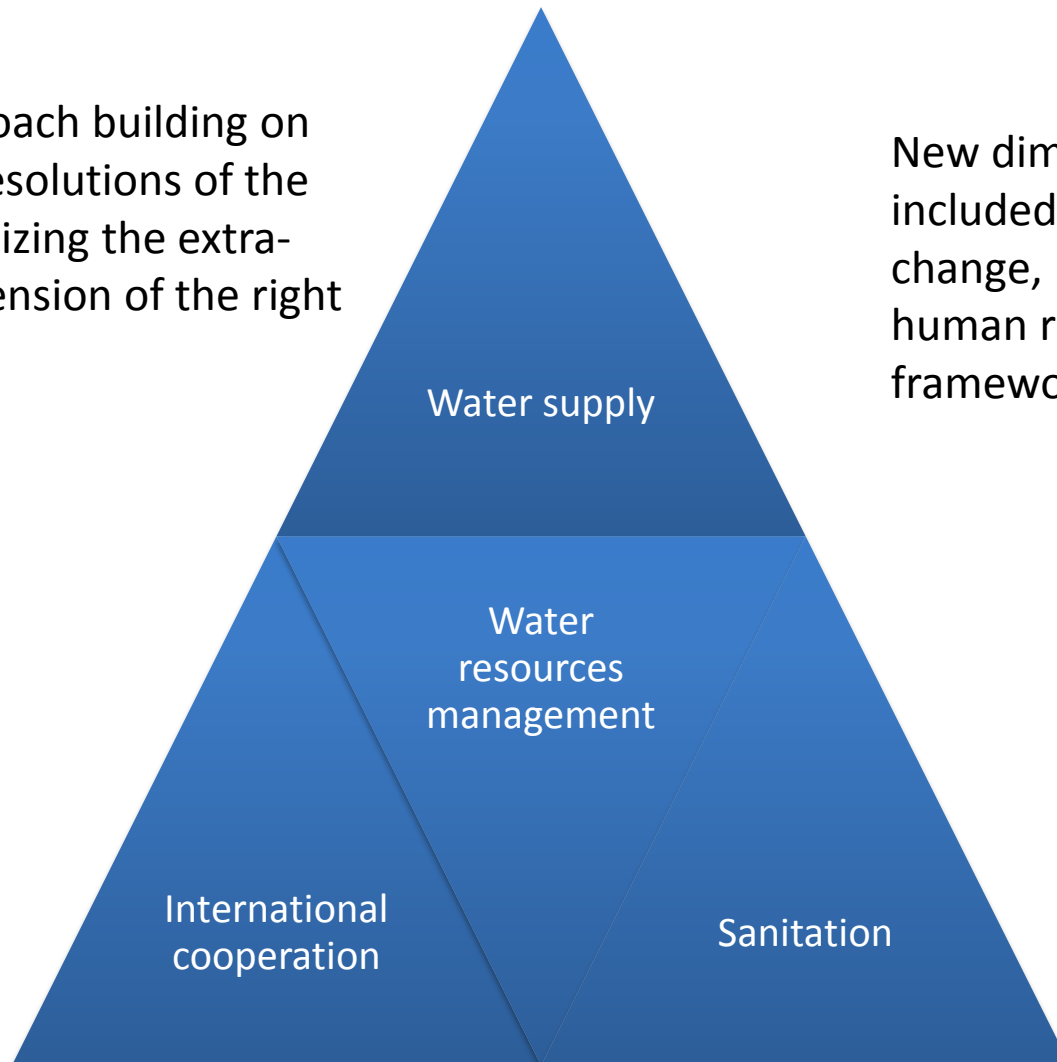 oach building on
esolutions of the
izing the extra-
ension of the right
New dim
included
change,
human r
framewo
Water supply
Water
resources
management
International
cooperation
Sanitation